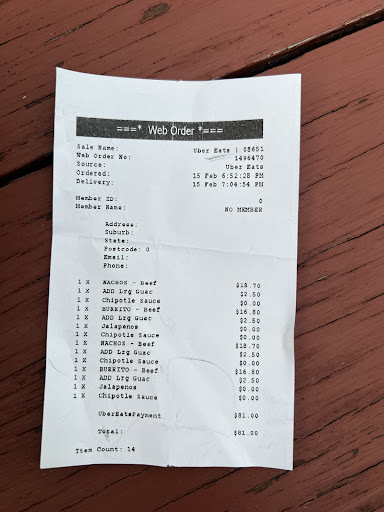 ===* Web Order *===
Sale Name: Uber Eats | 03651
Web Order No: 1496470
Source: Uber Eats
Ordered: 15 Feb 6:52:28 PM
Delivery: 15 Feb 7:04:54 PM
Member ID: 0
Member Name: NO MEMBER
Address:
Suburb:
State:
Postcode: 0
Email:
Phone:
1 X NACHOS - Beef $18.70
1 X ADD Lrg Guac $2.50
1 X Chipotle Sauce $0.00
1 X BURRITO - Beef $16.80
1 X ADD Lrg Guac $2.50
1 X Jalapenos $0.00
1 X Chipotle Sauce $0.00
1 X NACHOS - Beef $18.70
1 X ADD Lrg Guac $2.50
1 X Chipotle Sauce $0.00
1 X BURRITO - Beef $16.80
1 X ADD Lrg Guac $2.50
1 X Jalapenos $0.00
1 X Chipotle Sauce $0.00
UberEatsPayment $81.00
Total: $81.00
Item Count: 14